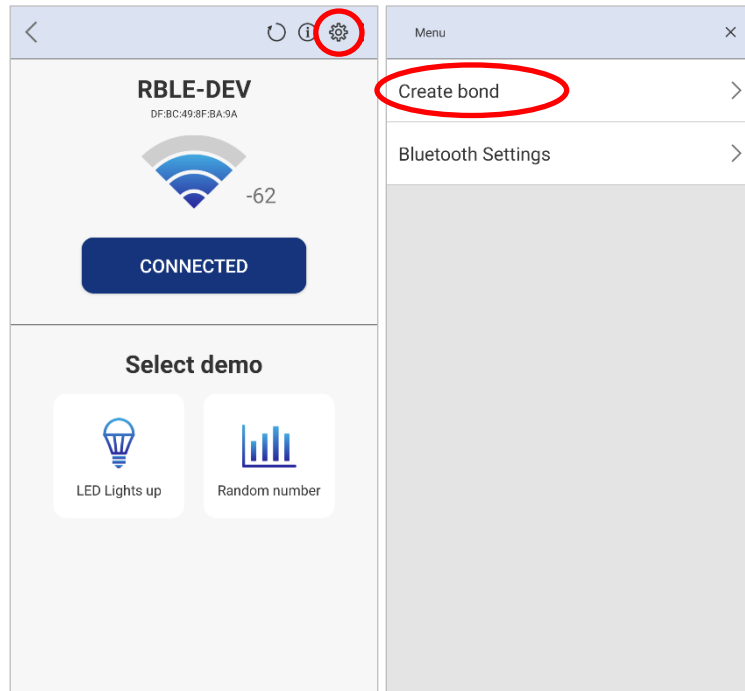 RBLE-DEV
DF:BC:49:8F:BA:9A
-62
CONNECTED
Select demo
LED Lights up
Random number
Menu
Create bond
Bluetooth Settings